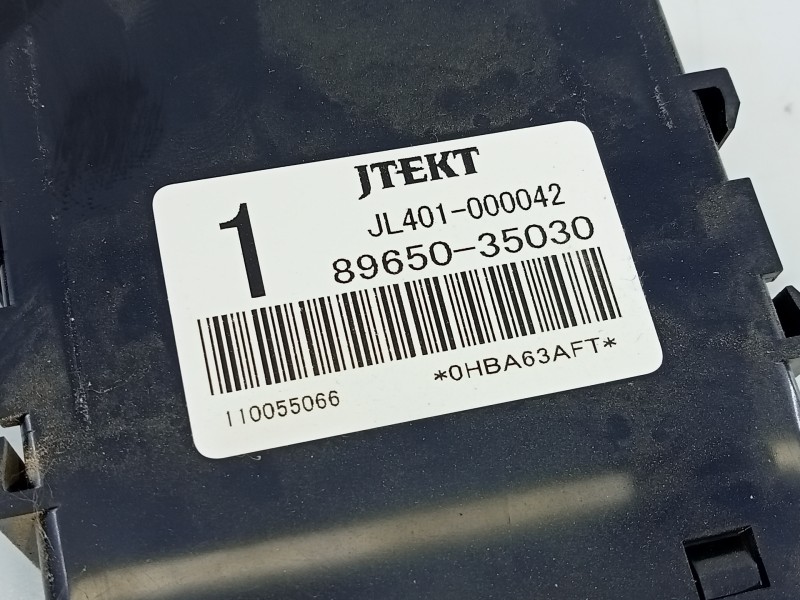 JTEKT
1
JL401-000042
89650-35030
*0HBA63AFT*
110055066